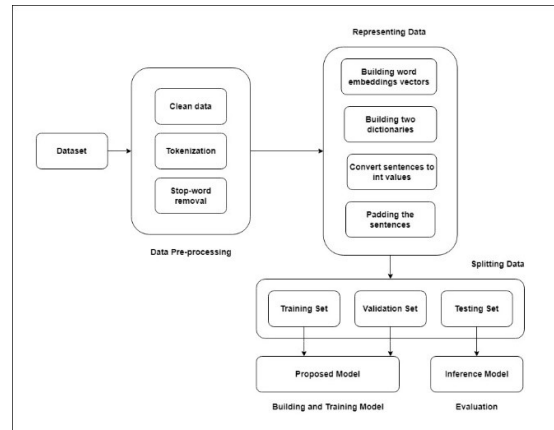 Representing Data
Building word
embeddings vectors
Building two
dictionaries
Convert sentences to
int values
Padding the
sentences
Clean data
Tokenization
Stop-word
removal
Dataset
Data Pre-processing
Splitting Data
Training Set
Validation Set
Testing Set
Proposed Model
Inference Model
Building and Training Model
Evaluation